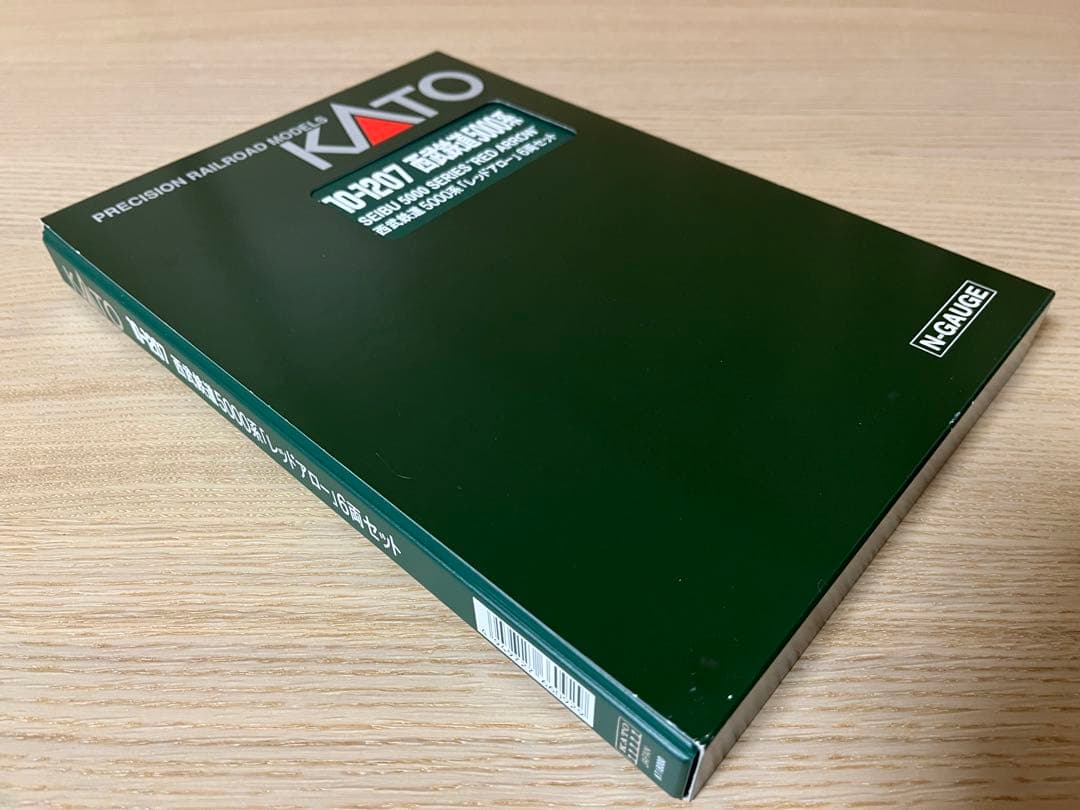 PRECISION RAILROAD MODELS
KATO
10-1207 西武鉄道5000系
SEIBU 5000 SERIES "RED ARROW"
西武鉄道 5000系「レッドアロー」6両セット
N-GAUGE
KATO 10-1207 西武鉄道5000系「レッドアロー」6両セット
KATO
JAPAN